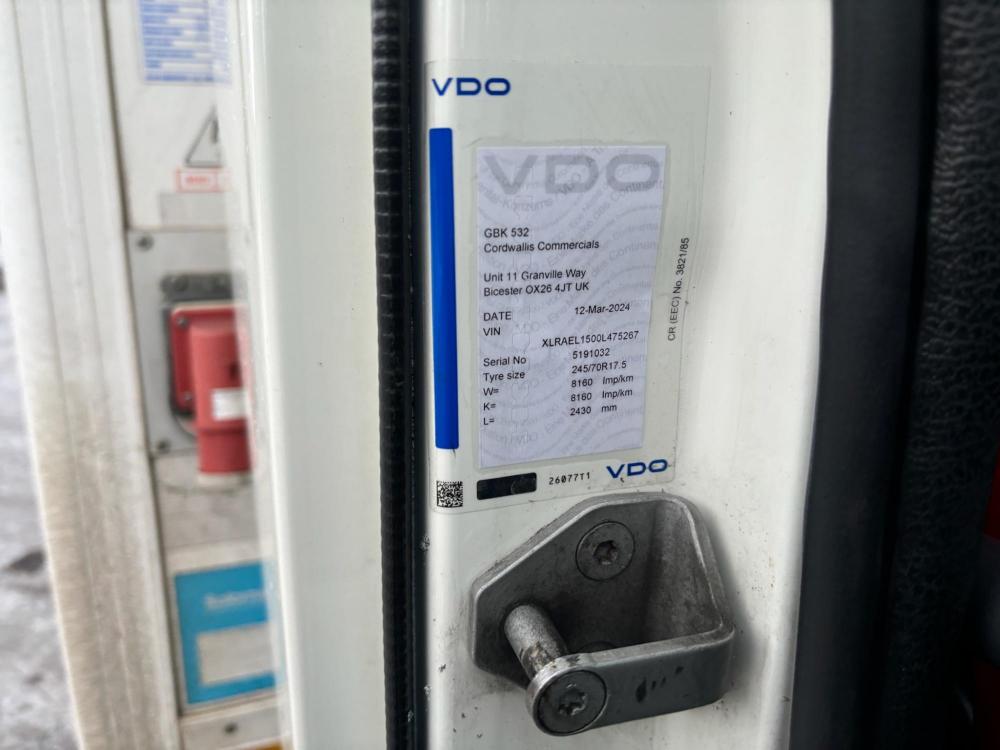 VDO
VDO
GBK 532
Cordwallis Commercials
Unit 11 Granville Way
Bicester OX26 4JT UK
DATE 12-Mar-2024
VIN
XLRAEL1500L475267
Serial No 5191032
Tyre size 245/70R17.5
W= 8160 Imp/km
K= 8160 Imp/km
L= 2430 mm
CR (EEC) No. 3821/85
26077T1
VDO